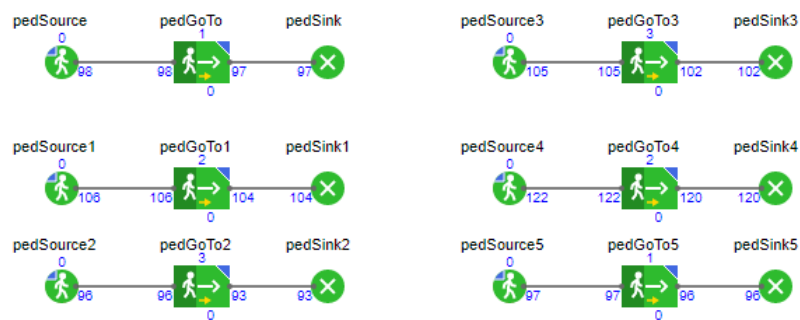 pedSource pedGoTo pedSink pedSource3 pedGoTo3 pedSink3
0 1 0 3
98 98 97 97 105 105 102 102
0 0
pedSource1 pedGoTo1 pedSink1 pedSource4 pedGoTo4 pedSink4
0 2 0 2
106 106 104 104 122 122 120 120
0 0
pedSource2 pedGoTo2 pedSink2 pedSource5 pedGoTo5 pedSink5
0 3 0 1
96 96 93 93 97 97 96 96
0 0